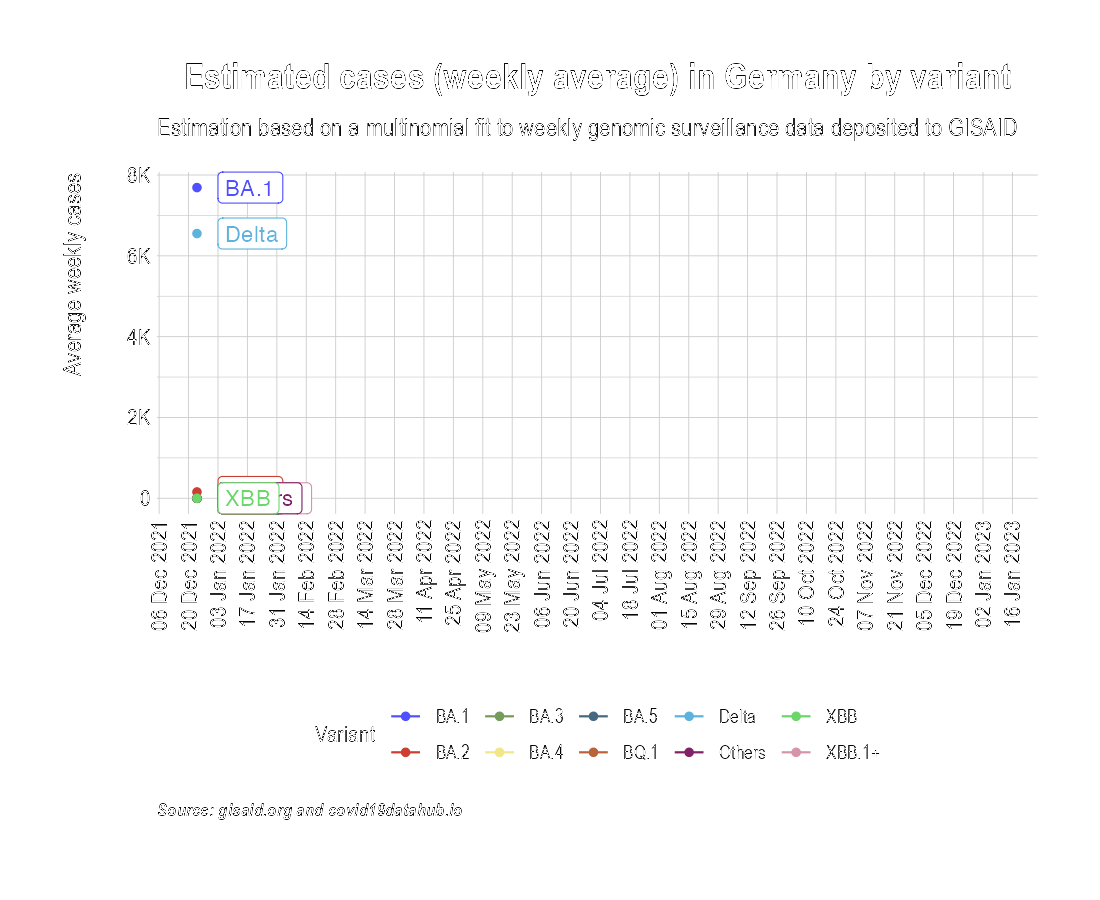 Estimated cases (weekly average) in Germany by variant
Estimation based on a multinomial fit to weekly genomic surveillance data deposited to GISAID
Average weekly cases
8K
6K
4K
2K
0
BA.1
Delta
XBB
rs
06 Dec 2021
20 Dec 2021
03 Jan 2022
17 Jan 2022
31 Jan 2022
14 Feb 2022
28 Feb 2022
14 Mar 2022
28 Mar 2022
11 Apr 2022
25 Apr 2022
09 May 2022
23 May 2022
06 Jun 2022
20 Jun 2022
04 Jul 2022
18 Jul 2022
01 Aug 2022
15 Aug 2022
29 Aug 2022
12 Sep 2022
26 Sep 2022
10 Oct 2022
24 Oct 2022
07 Nov 2022
21 Nov 2022
05 Dec 2022
19 Dec 2022
02 Jan 2023
16 Jan 2023
Variant
BA.1 BA.3 BA.5 Delta XBB
BA.2 BA.4 BQ.1 Others XBB.1+
Source: gisaid.org and covid19datahub.io